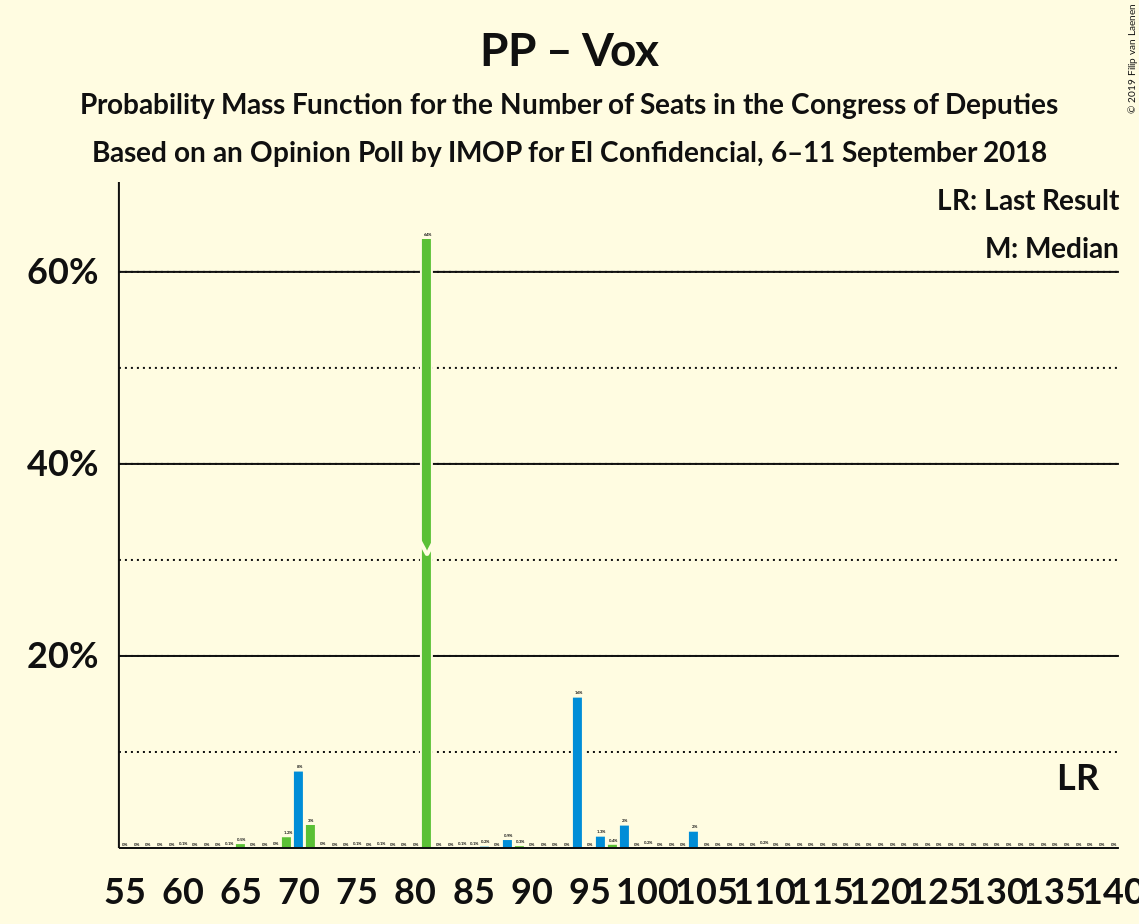 PP – Vox
Probability Mass Function for the Number of Seats in the Congress of Deputies
Based on an Opinion Poll by IMOP for El Confidencial, 6–11 September 2018
© 2019 Filip van Laenen
LR: Last Result
M: Median
60%
40%
20%
M
LR
55 60 65 70 75 80 85 90 95 100 105 110 115 120 125 130 135 140